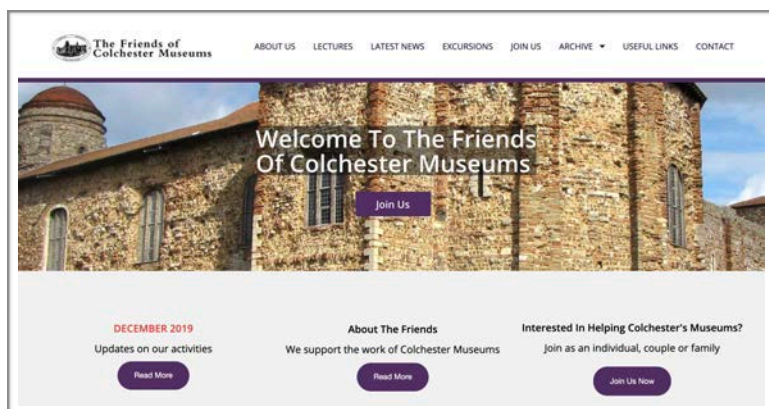 The Friends of
Colchester Museums
ABOUT US LECTURES LATEST NEWS EXCURSIONS JOIN US ARCHIVE USEFUL LINKS CONTACT
Welcome To The Friends
Of Colchester Museums
Join Us
DECEMBER 2019
Updates on our activities
Read More
About The Friends
We support the work of Colchester Museums
Read More
Interested In Helping Colchester's Museums?
Join as an individual, couple or family
Join Us Now